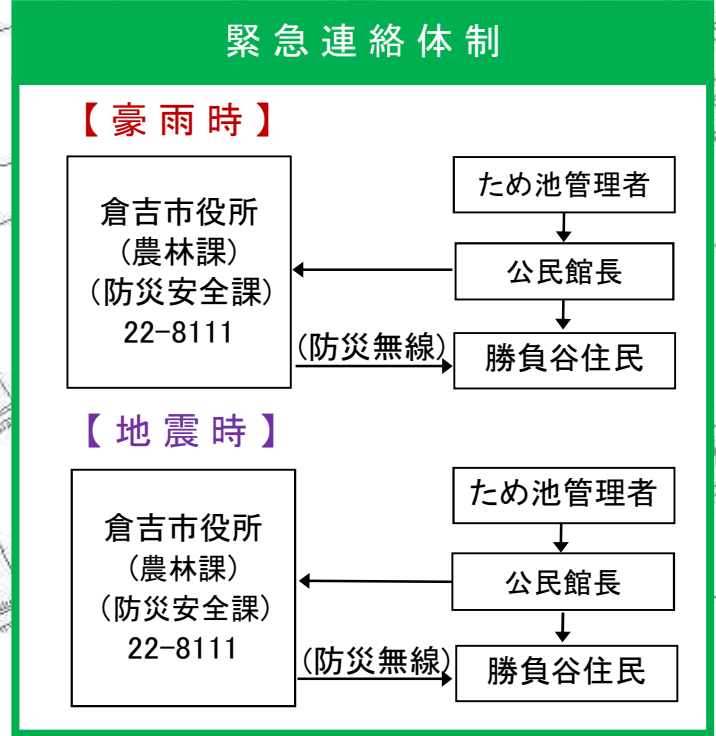 緊急連絡体制
【豪雨時】
倉吉市役所
(農林課)
(防災安全課)
22-8111
ため池管理者
公民館長
(防災無線)
勝負谷住民
【地震時】
倉吉市役所
(農林課)
(防災安全課)
22-8111
ため池管理者
公民館長
(防災無線)
勝負谷住民